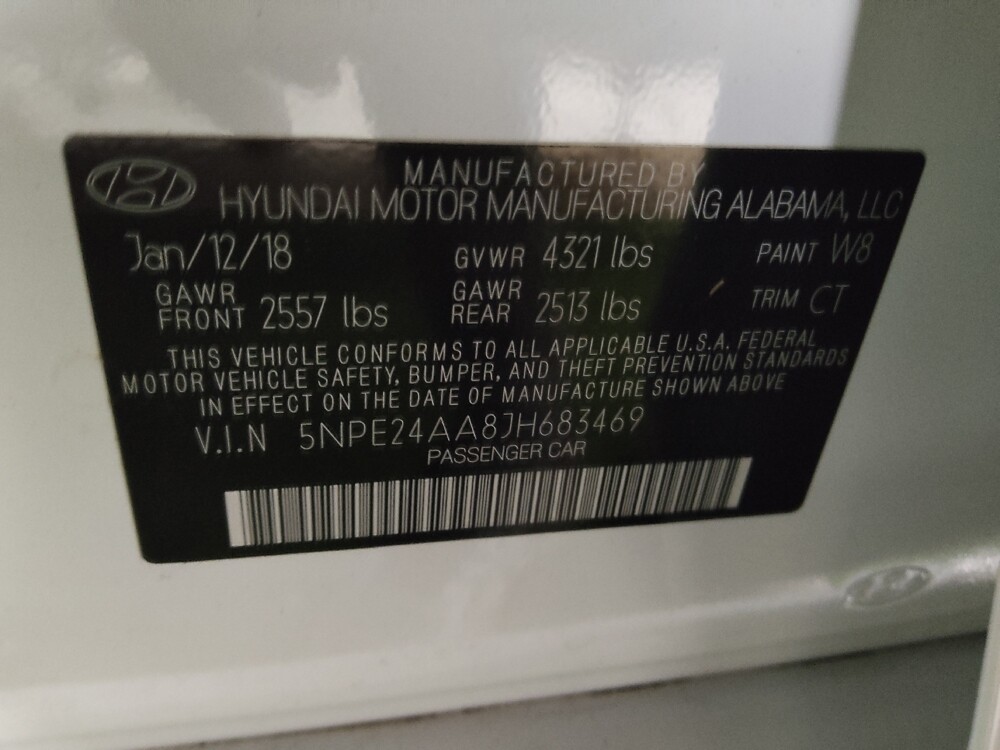 MANUFACTURED BY
HYUNDAI MOTOR MANUFACTURING ALABAMA, LLC
Jan/12/18 GVWR 4321 lbs PAINT W8
GAWR FRONT 2557 lbs GAWR REAR 2513 lbs TRIM CT
THIS VEHICLE CONFORMS TO ALL APPLICABLE U.S.A. FEDERAL
MOTOR VEHICLE SAFETY, BUMPER, AND THEFT PREVENTION STANDARDS
IN EFFECT ON THE DATE OF MANUFACTURE SHOWN ABOVE
V.I.N 5NPE24AA8JH683469
PASSENGER CAR